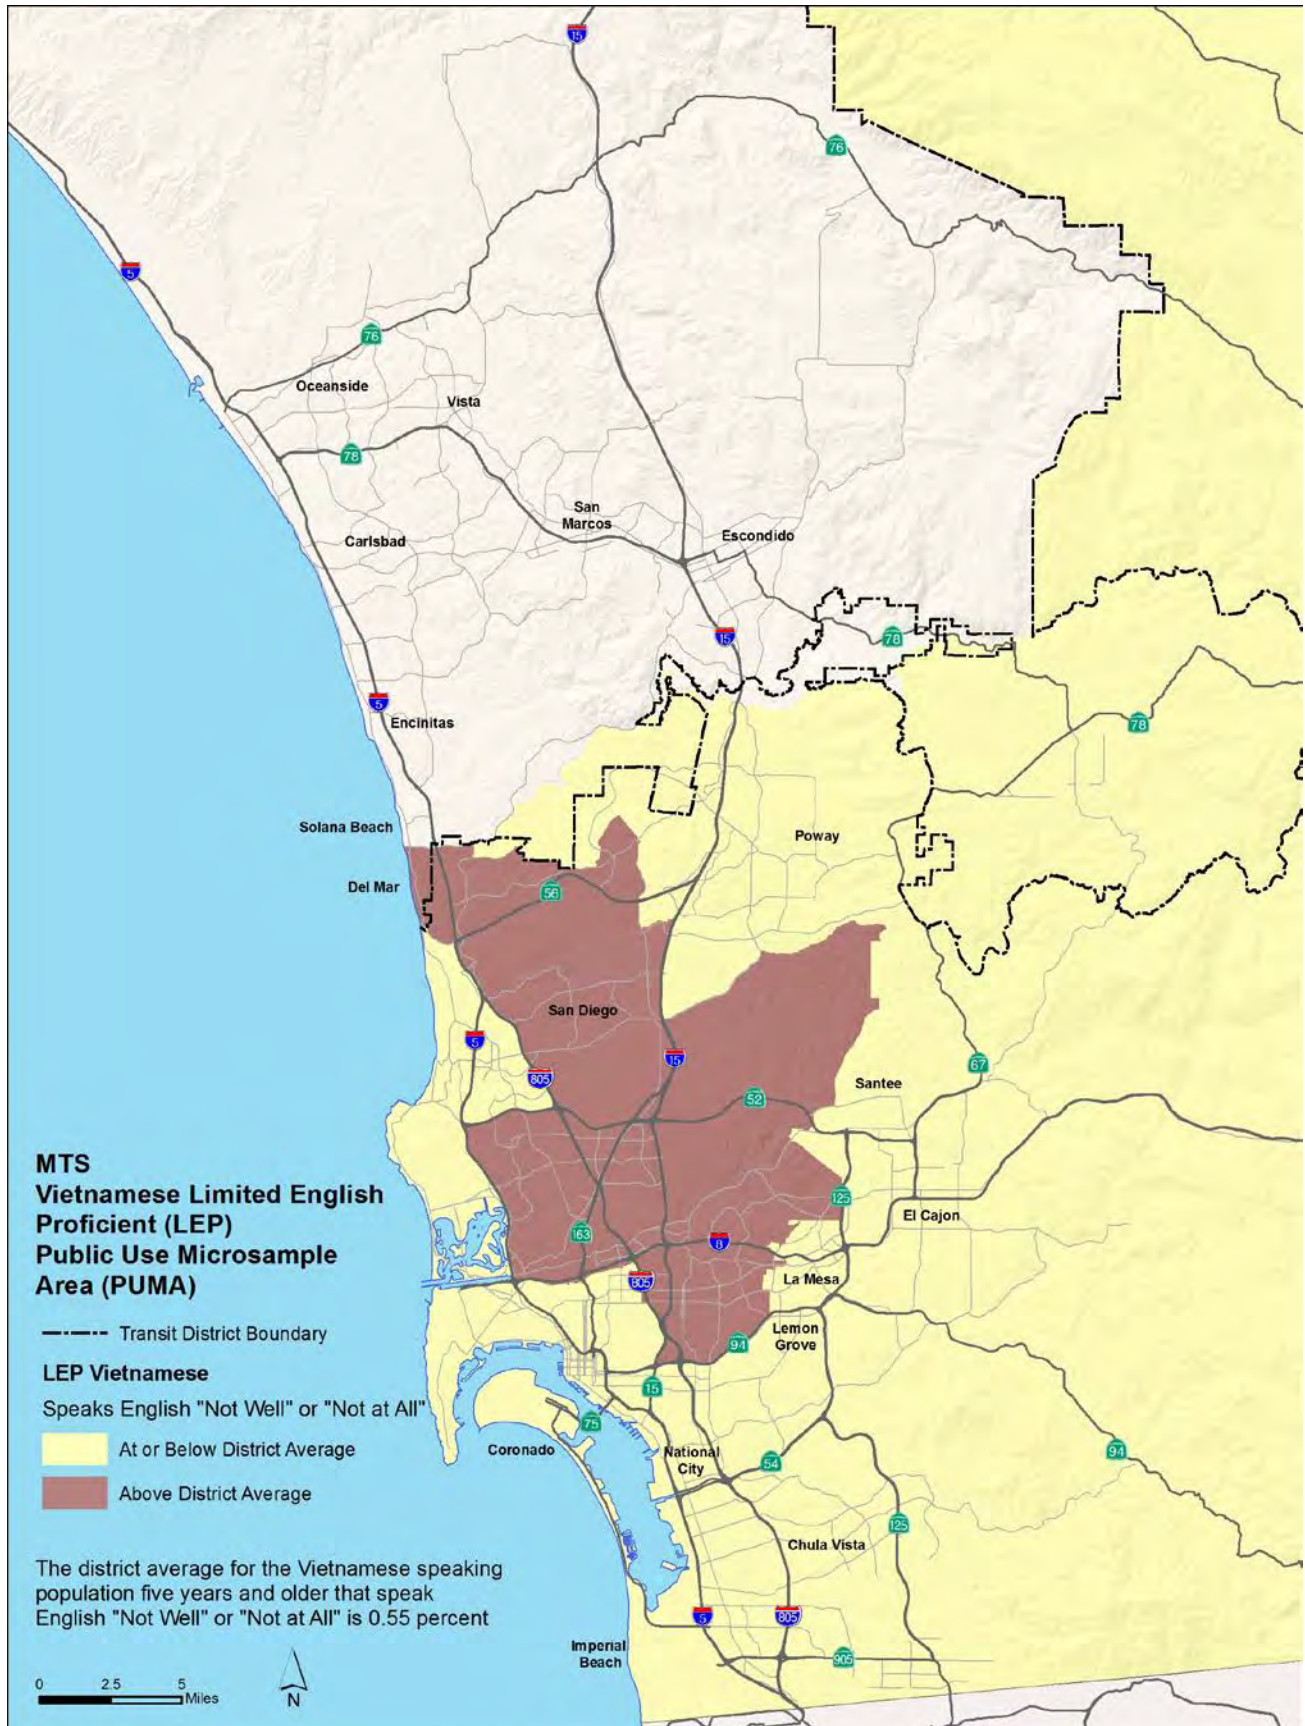 15
76
5
76
Oceanside
Vista
78
San
Marcos
Escondido
Carlsbad
15
78
5
Encinitas
78
Solana Beach
Poway
Del Mar
56
San Diego
5
15
67
805
Santee
52
MTS
Vietnamese Limited English
Proficient (LEP)
Public Use Microsample
Area (PUMA)
125
El Cajon
163
8
805
La Mesa
Transit District Boundary
Lemon
Grove
94
LEP Vietnamese
15
Speaks English "Not Well" or "Not at All"
75
At or Below District Average
Coronado
National
City
54
94
Above District Average
125
Chula Vista
The district average for the Vietnamese speaking
population five years and older that speak
English "Not Well" or "Not at All" is 0.55 percent
5
805
Imperial
Beach
905
0 2.5 5
Miles
N